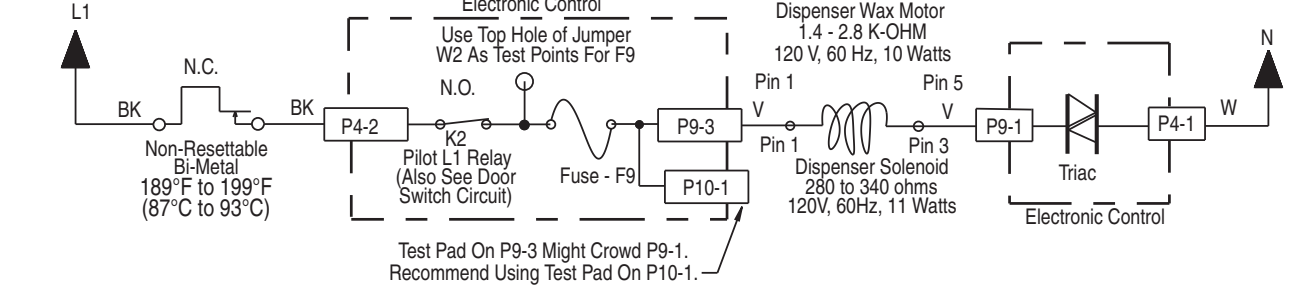 L1
Electronic Control
Use Top Hole of Jumper
W2 As Test Points For F9
Dispenser Wax Motor
1.4 - 2.8 K-OHM
120 V, 60 Hz, 10 Watts
N
N.C.
N.O.
Pin 1
Pin 5
BK
BK
P4-2
K2
Pilot L1 Relay
(Also See Door
Switch Circuit)
Fuse - F9
P9-3
P10-1
V
Pin 1
V
Pin 3
P9-1
Triac
P4-1
W
Non-Resettable
Bi-Metal
189°F to 199°F
(87°C to 93°C)
Dispenser Solenoid
280 to 340 ohms
120V, 60Hz, 11 Watts
Electronic Control
Test Pad On P9-3 Might Crowd P9-1.
Recommend Using Test Pad On P10-1.